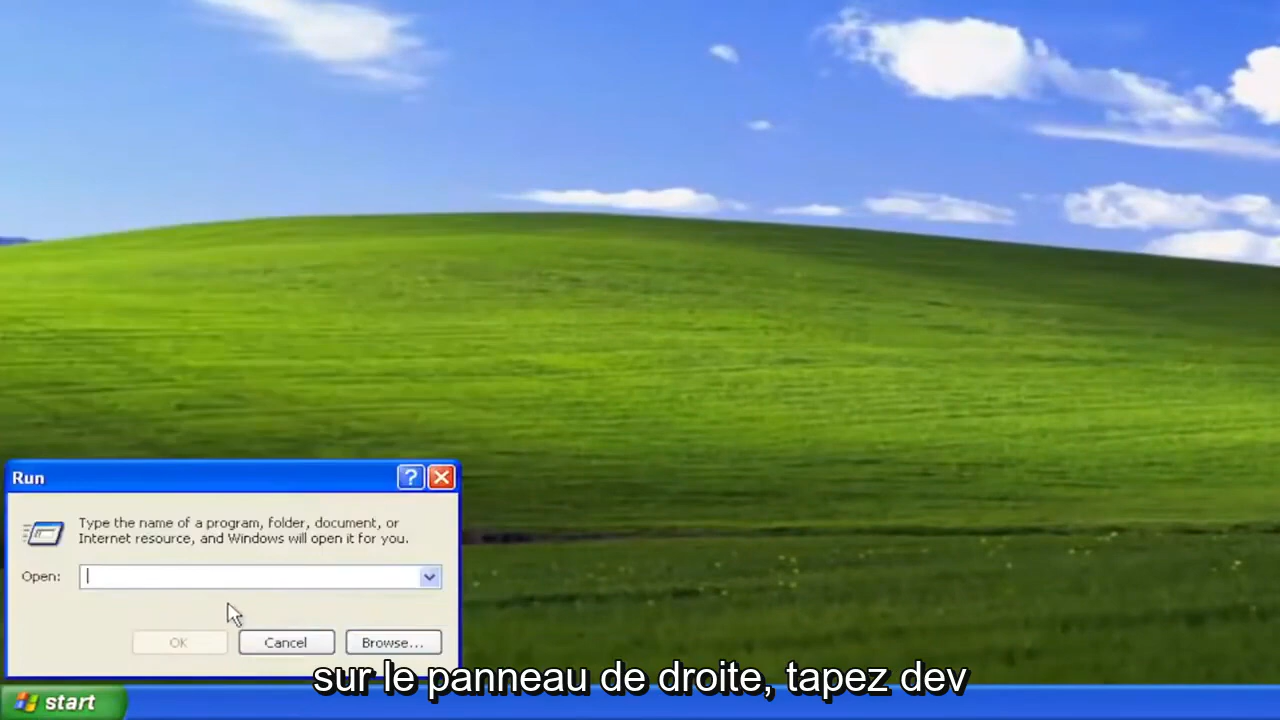 Run
Type the name of a program, folder, document, or
Internet resource, and Windows will open it for you.
Open:
OK
Cancel
Browse...
sur le panneau de droite, tapez dev
start